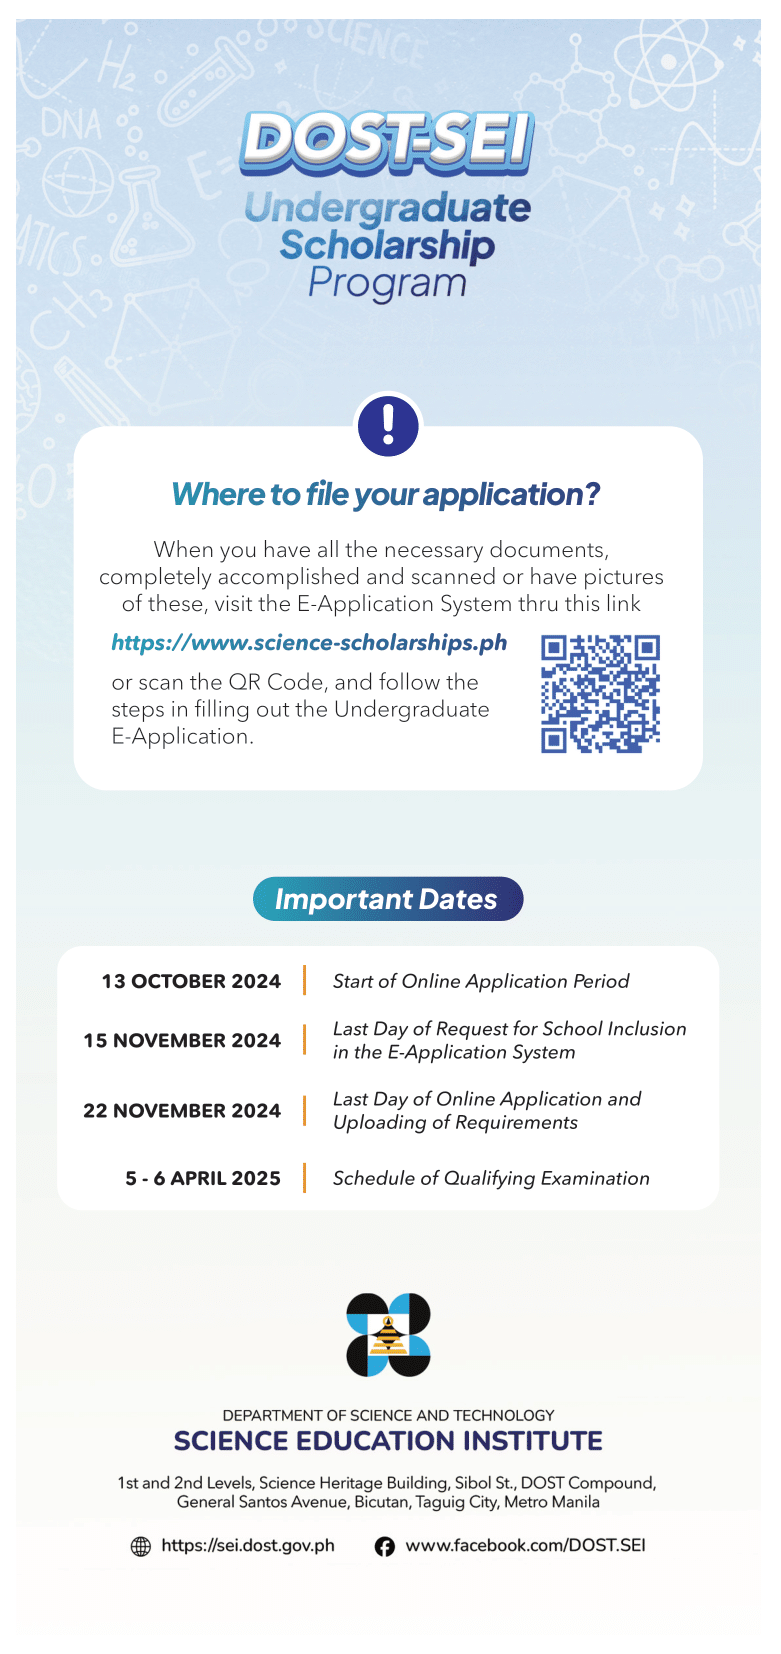 SCIENCE
H2
DNA
E=
MATICS
CH3
MATH
DOST-SEI
Undergraduate
Scholarship
Program
!
Where to file your application?
When you have all the necessary documents,
completely accomplished and scanned or have pictures
of these, visit the E-Application System thru this link
https://www.science-scholarships.ph
or scan the QR Code, and follow the
steps in filling out the Undergraduate
E-Application.
Important Dates
13 OCTOBER 2024 Start of Online Application Period
15 NOVEMBER 2024 Last Day of Request for School Inclusion
in the E-Application System
22 NOVEMBER 2024 Last Day of Online Application and
Uploading of Requirements
5 - 6 APRIL 2025 Schedule of Qualifying Examination
DEPARTMENT OF SCIENCE AND TECHNOLOGY
SCIENCE EDUCATION INSTITUTE
1st and 2nd Levels, Science Heritage Building, Sibol St., DOST Compound,
General Santos Avenue, Bicutan, Taguig City, Metro Manila
https://sei.dost.gov.ph www.facebook.com/DOST.SEI